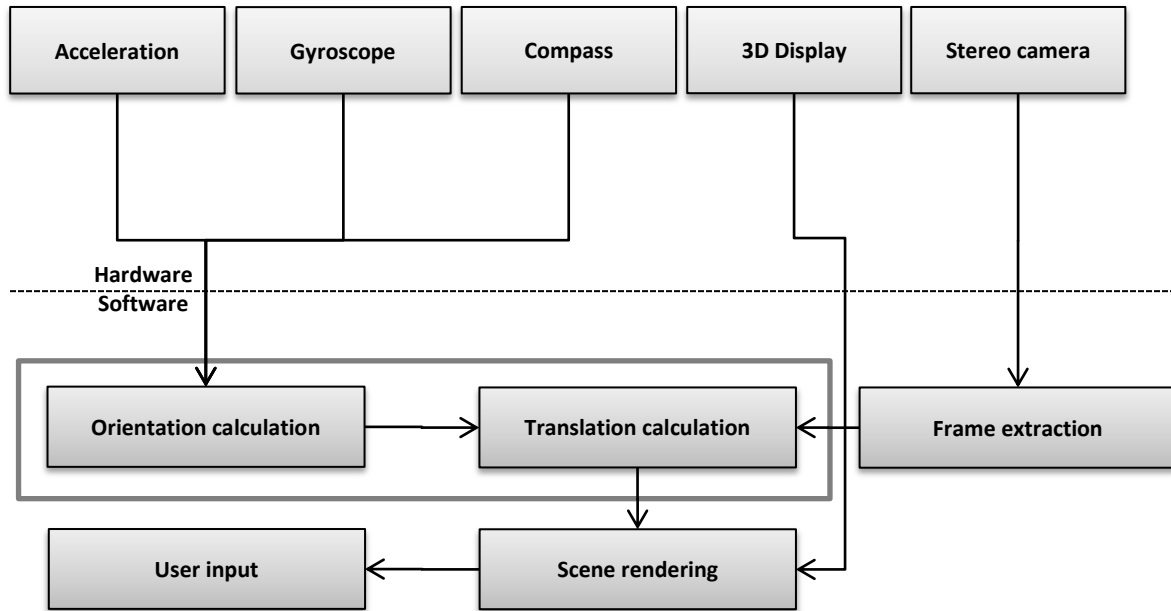 Acceleration
Gyroscope
Compass
3D Display
Stereo camera
Hardware
Software
Orientation calculation
Translation calculation
Frame extraction
User input
Scene rendering